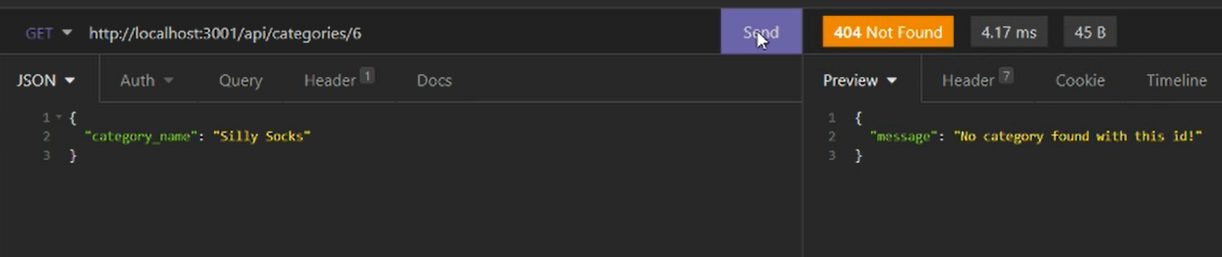 GET http://localhost:3001/api/categories/6 Send 404 Not Found 4.17 ms 45 B
JSON Auth Query Header 1 Docs Preview Header 7 Cookie Timeline
1 {
2 "category_name": "Silly Socks"
3 }
1 {
2 "message": "No category found with this id!"
3 }